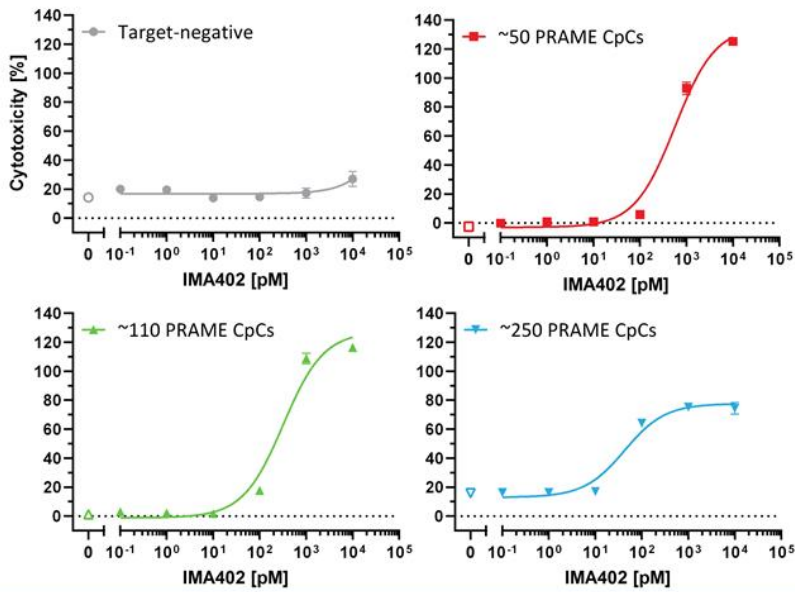 Target-negative
Cytotoxicity [%]
140
120
100
80
60
40
20
0
0 10⁻¹ 10⁰ 10¹ 10² 10³ 10⁴ 10⁵
IMA402 [pM]
~50 PRAME CpCs
140
120
100
80
60
40
20
0
0 10⁻¹ 10⁰ 10¹ 10² 10³ 10⁴ 10⁵
IMA402 [pM]
~110 PRAME CpCs
140
120
100
80
60
40
20
0
0 10⁻¹ 10⁰ 10¹ 10² 10³ 10⁴ 10⁵
IMA402 [pM]
~250 PRAME CpCs
140
120
100
80
60
40
20
0
0 10⁻¹ 10⁰ 10¹ 10² 10³ 10⁴ 10⁵
IMA402 [pM]